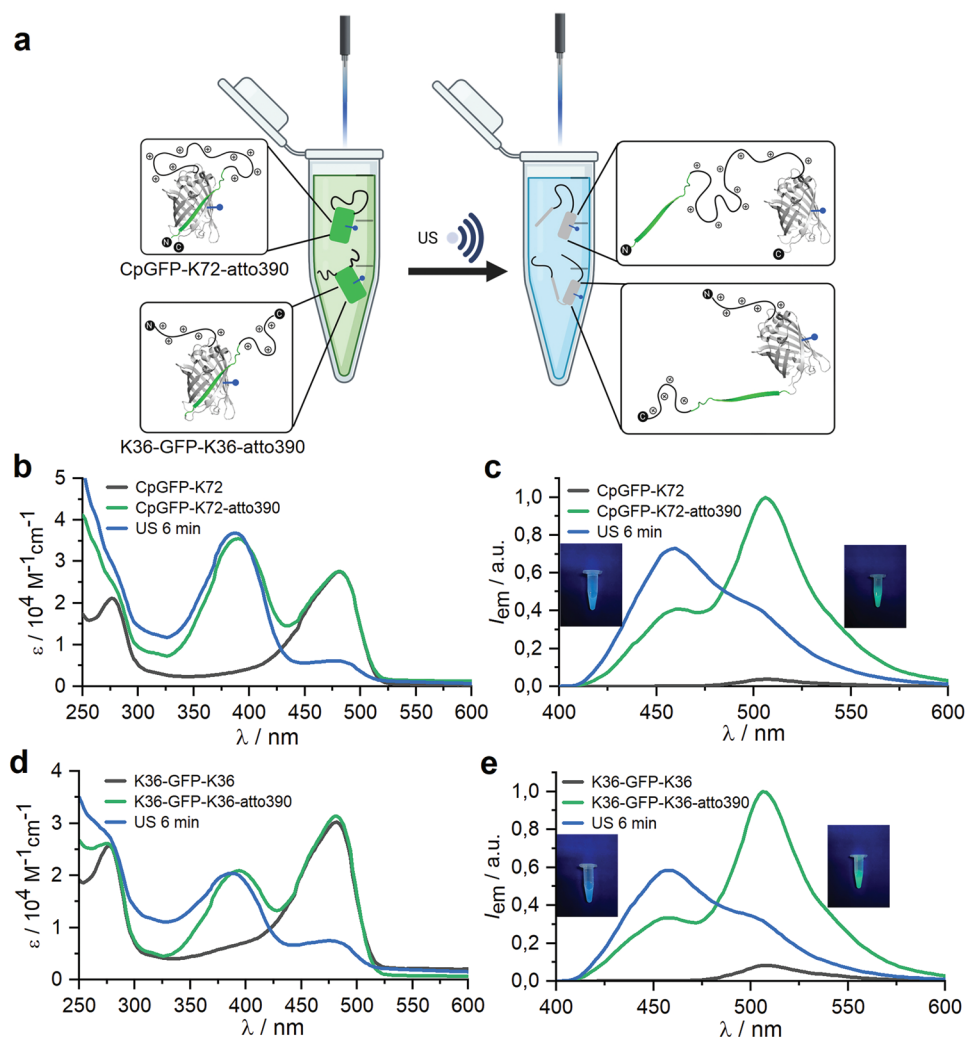 a
US
N
C
CpGFP-K72-atto390
N
C
K36-GFP-K36-atto390
N
C
N
C
b
CpGFP-K72
CpGFP-K72-atto390
US 6 min
ε / 10⁴ M⁻¹cm⁻¹
5
4
3
2
1
0
250 300 350 400 450 500 550 600
λ / nm
c
CpGFP-K72
CpGFP-K72-atto390
US 6 min
Iem / a.u.
1,0
0,8
0,6
0,4
0,2
0,0
400 450 500 550 600
λ / nm
d
K36-GFP-K36
K36-GFP-K36-atto390
US 6 min
ε / 10⁴ M⁻¹cm⁻¹
3
2
1
0
250 300 350 400 450 500 550 600
λ / nm
e
K36-GFP-K36
K36-GFP-K36-atto390
US 6 min
Iem / a.u.
1,0
0,8
0,6
0,4
0,2
0,0
400 450 500 550 600
λ / nm